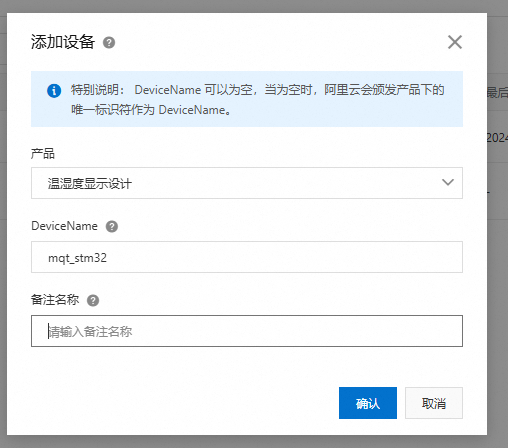 添加设备
特别说明： DeviceName 可以为空，当为空时，阿里云会颁发产品下的
唯一标识符作为 DeviceName。
产品
温湿度显示设计
DeviceName
mqt_stm32
备注名称
请输入备注名称
确认
取消
最后
2024